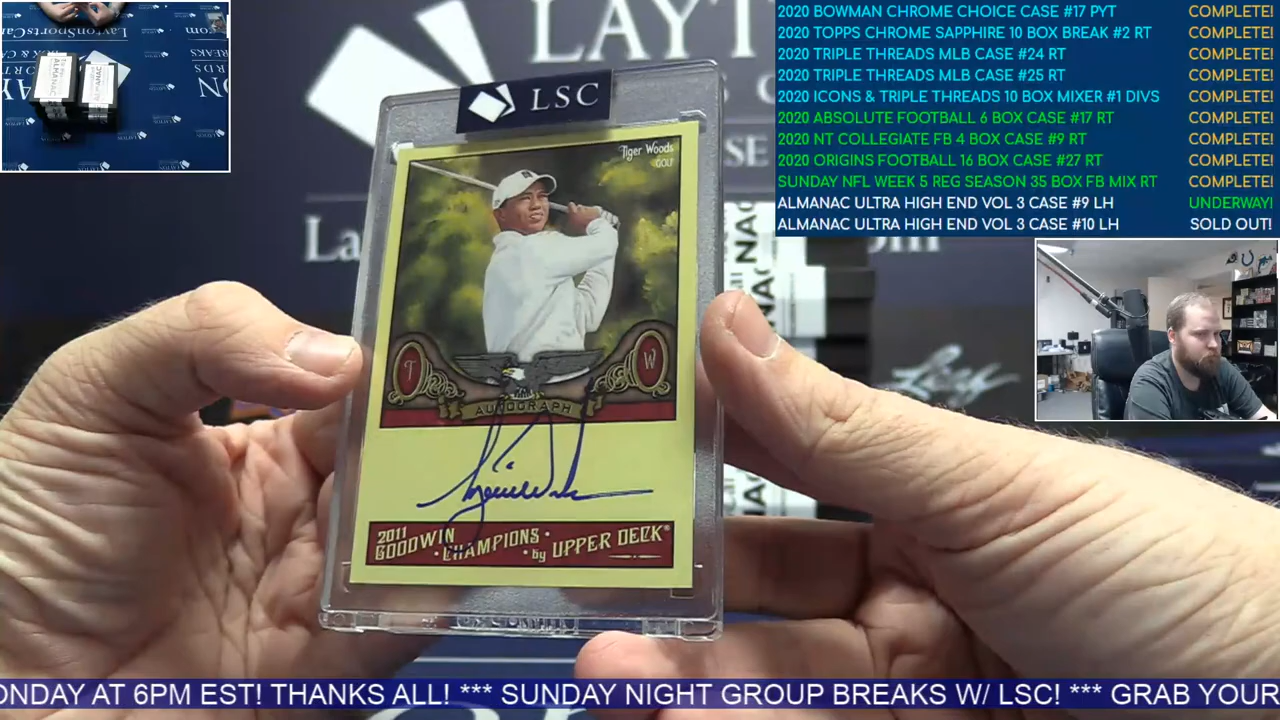 2020 BOWMAN CHROME CHOICE CASE #17 PYT COMPLETE!
2020 TOPPS CHROME SAPPHIRE 10 BOX BREAK #2 RT COMPLETE!
2020 TRIPLE THREADS MLB CASE #24 RT COMPLETE!
2020 TRIPLE THREADS MLB CASE #25 RT COMPLETE!
2020 ICONS & TRIPLE THREADS 10 BOX MIXER #1 DIVS COMPLETE!
2020 ABSOLUTE FOOTBALL 6 BOX CASE #17 RT COMPLETE!
2020 NT COLLEGIATE FB 4 BOX CASE #9 RT COMPLETE!
2020 ORIGINS FOOTBALL 16 BOX CASE #27 RT COMPLETE!
SUNDAY NFL WEEK 5 REG SEASON 35 BOX FB MIX RT COMPLETE!
ALMANAC ULTRA HIGH END VOL 3 CASE #9 LH UNDERWAY!
ALMANAC ULTRA HIGH END VOL 3 CASE #10 LH SOLD OUT!
LAYT
LSC
Tiger Woods
GOLF
T
W
AUTOGRAPH
2011
GOODWIN
·CHAMPIONS·
·by UPPER DECK®
ALMANAC
Leaf
ONDAY AT 6PM EST! THANKS ALL! *** SUNDAY NIGHT GROUP BREAKS W/ LSC! *** GRAB YOUR